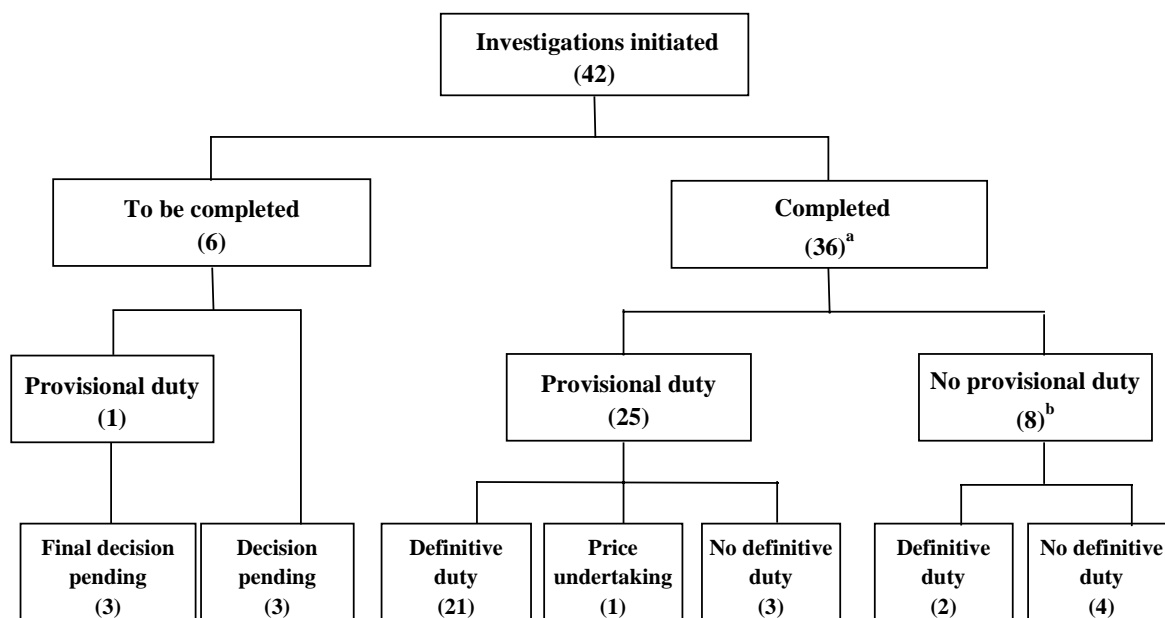 Investigations initiated
(42)
To be completed
(6)
Completed
(36)a
Provisional duty
(1)
Provisional duty
(25)
No provisional duty
(8)b
Final decision
pending
(3)
Decision
pending
(3)
Definitive
duty
(21)
Price
undertaking
(1)
No definitive
duty
(3)
Definitive
duty
(2)
No definitive
duty
(4)